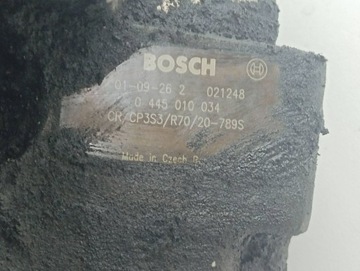 BOSCH
01-09-26 2 021248
0 445 010 034
CR/CP3S3/R70/20-789S
Made in Czech